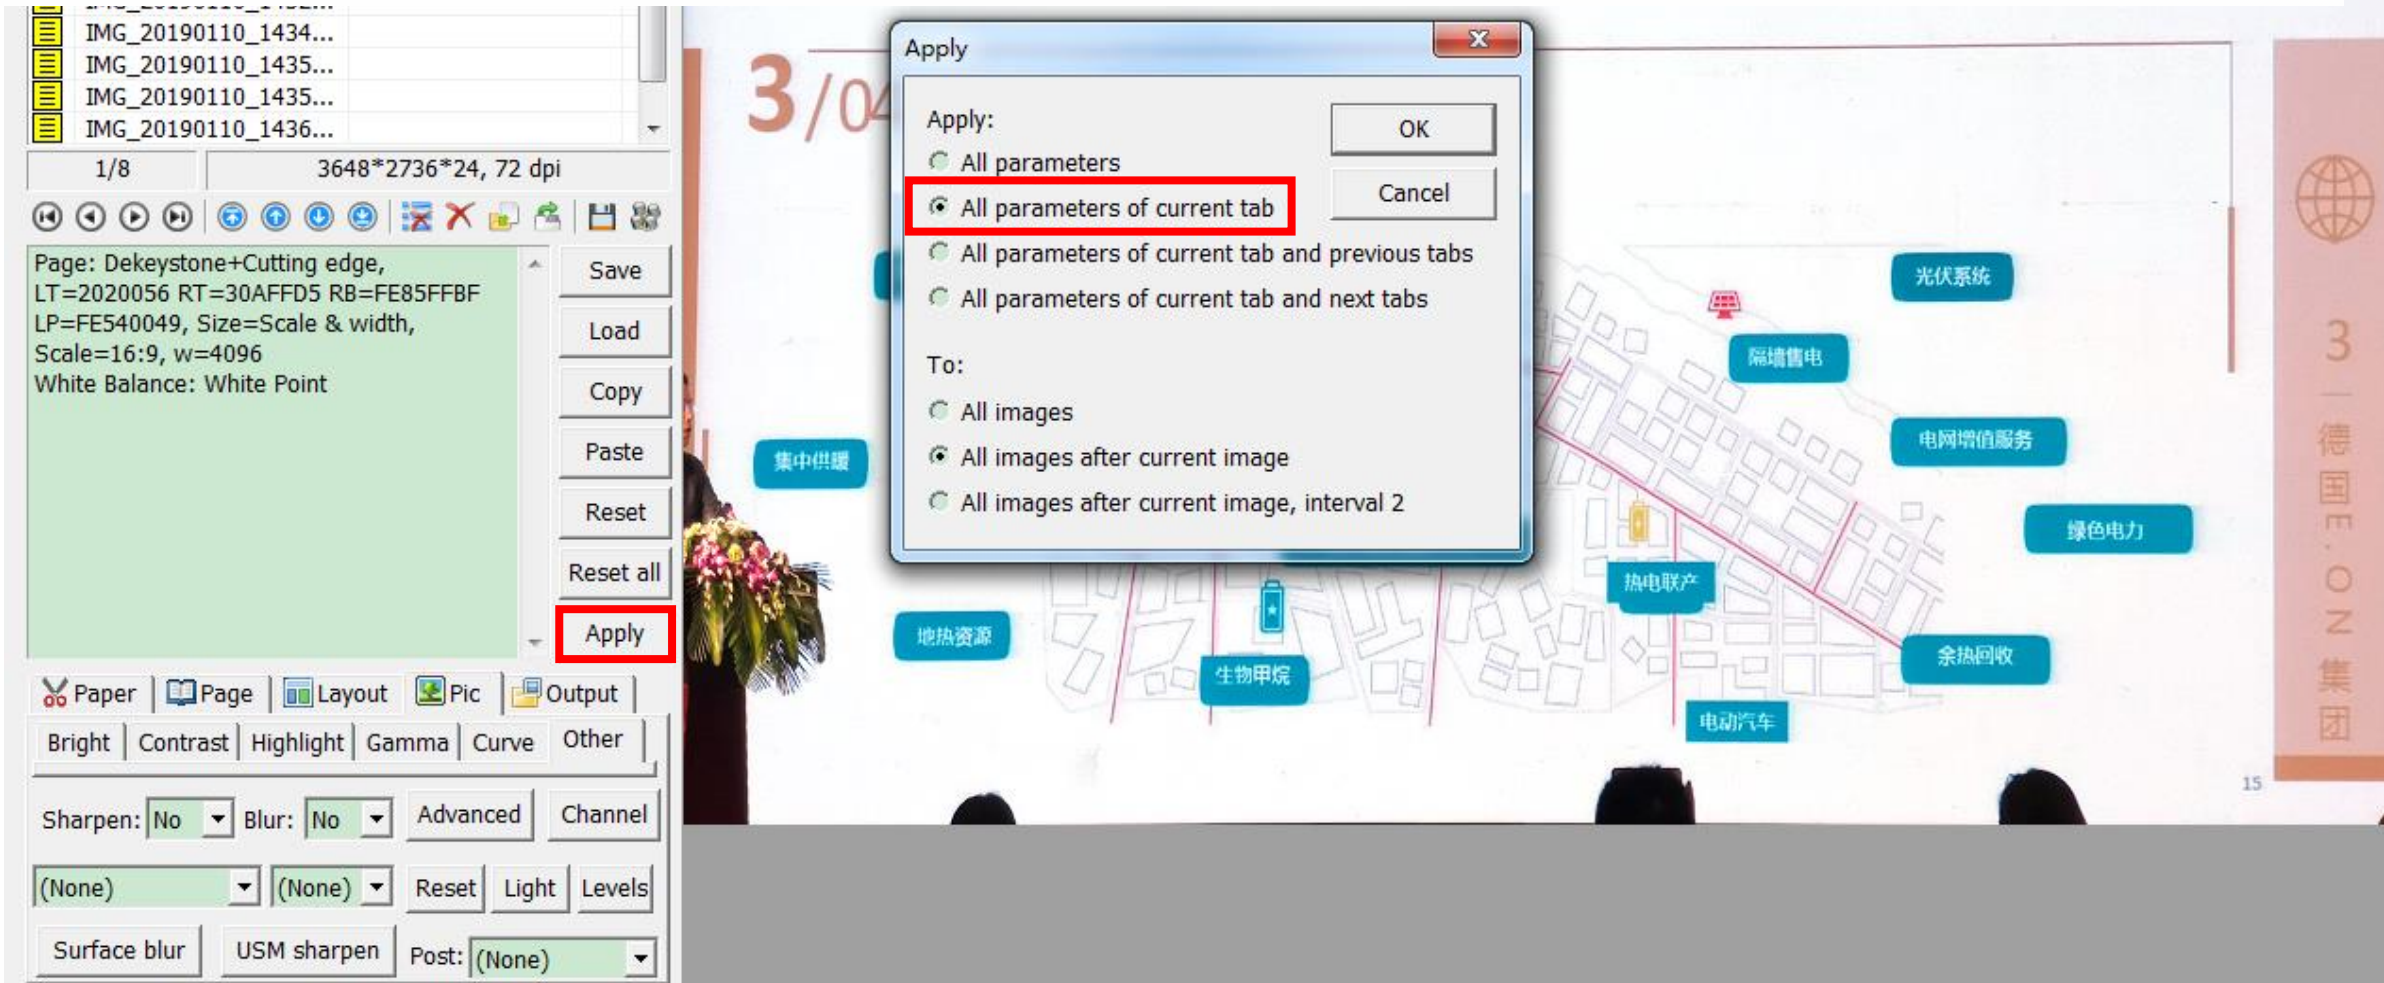 IMG_20190110_1434...
IMG_20190110_1435...
IMG_20190110_1435...
IMG_20190110_1436...
1/8
3648*2736*24, 72 dpi
Page: Dekeystone+Cutting edge,
LT=2020056 RT=30AFFD5 RB=FE85FFBF
LP=FE540049, Size=Scale & width,
Scale=16:9, w=4096
White Balance: White Point
Save
Load
Copy
Paste
Reset
Reset all
Apply
Paper
Page
Layout
Pic
Output
Bright
Contrast
Highlight
Gamma
Curve
Other
Sharpen: No
Blur: No
Advanced
Channel
(None)
(None)
Reset
Light
Levels
Surface blur
USM sharpen
Post: (None)
Apply
Apply:
All parameters
All parameters of current tab
All parameters of current tab and previous tabs
All parameters of current tab and next tabs
To:
All images
All images after current image
All images after current image, interval 2
OK
Cancel
3/04
光伏系统
隔墙售电
电网增值服务
集中供暖
绿色电力
热电联产
地热资源
余热回收
生物甲烷
电动汽车
15
3 | 德国E.ON集团